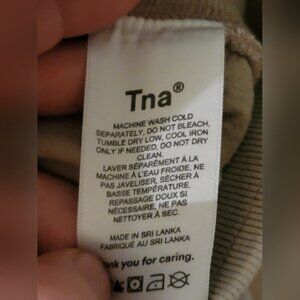 Tna®
MACHINE WASH COLD
SEPARATELY, DO NOT BLEACH,
TUMBLE DRY LOW, COOL IRON
ONLY IF NEEDED, DO NOT DRY
CLEAN.
LAVER SÉPARÉMENT À LA
MACHINE À L'EAU FROIDE, NE
PAS JAVELISER, SÉCHER À
BASSE TEMPÉRATURE,
REPASSAGE DOUX SI
NÉCESSAIRE, NE PAS
NETTOYER À SEC.
MADE IN SRI LANKA
FABRIQUÉ AU SRI LANKA
Thank you for caring.